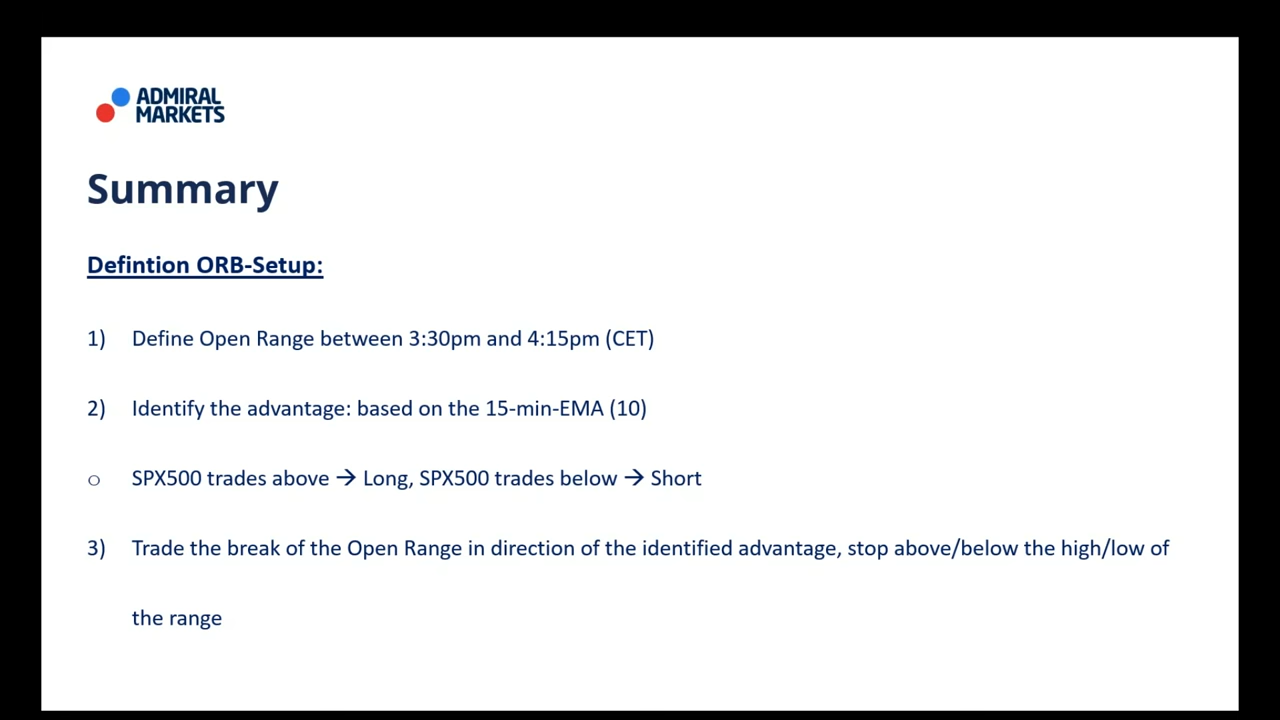 ADMIRAL
MARKETS
Summary
Defintion ORB-Setup:
1) Define Open Range between 3:30pm and 4:15pm (CET)
2) Identify the advantage: based on the 15-min-EMA (10)
o SPX500 trades above → Long, SPX500 trades below → Short
3) Trade the break of the Open Range in direction of the identified advantage, stop above/below the high/low of
the range